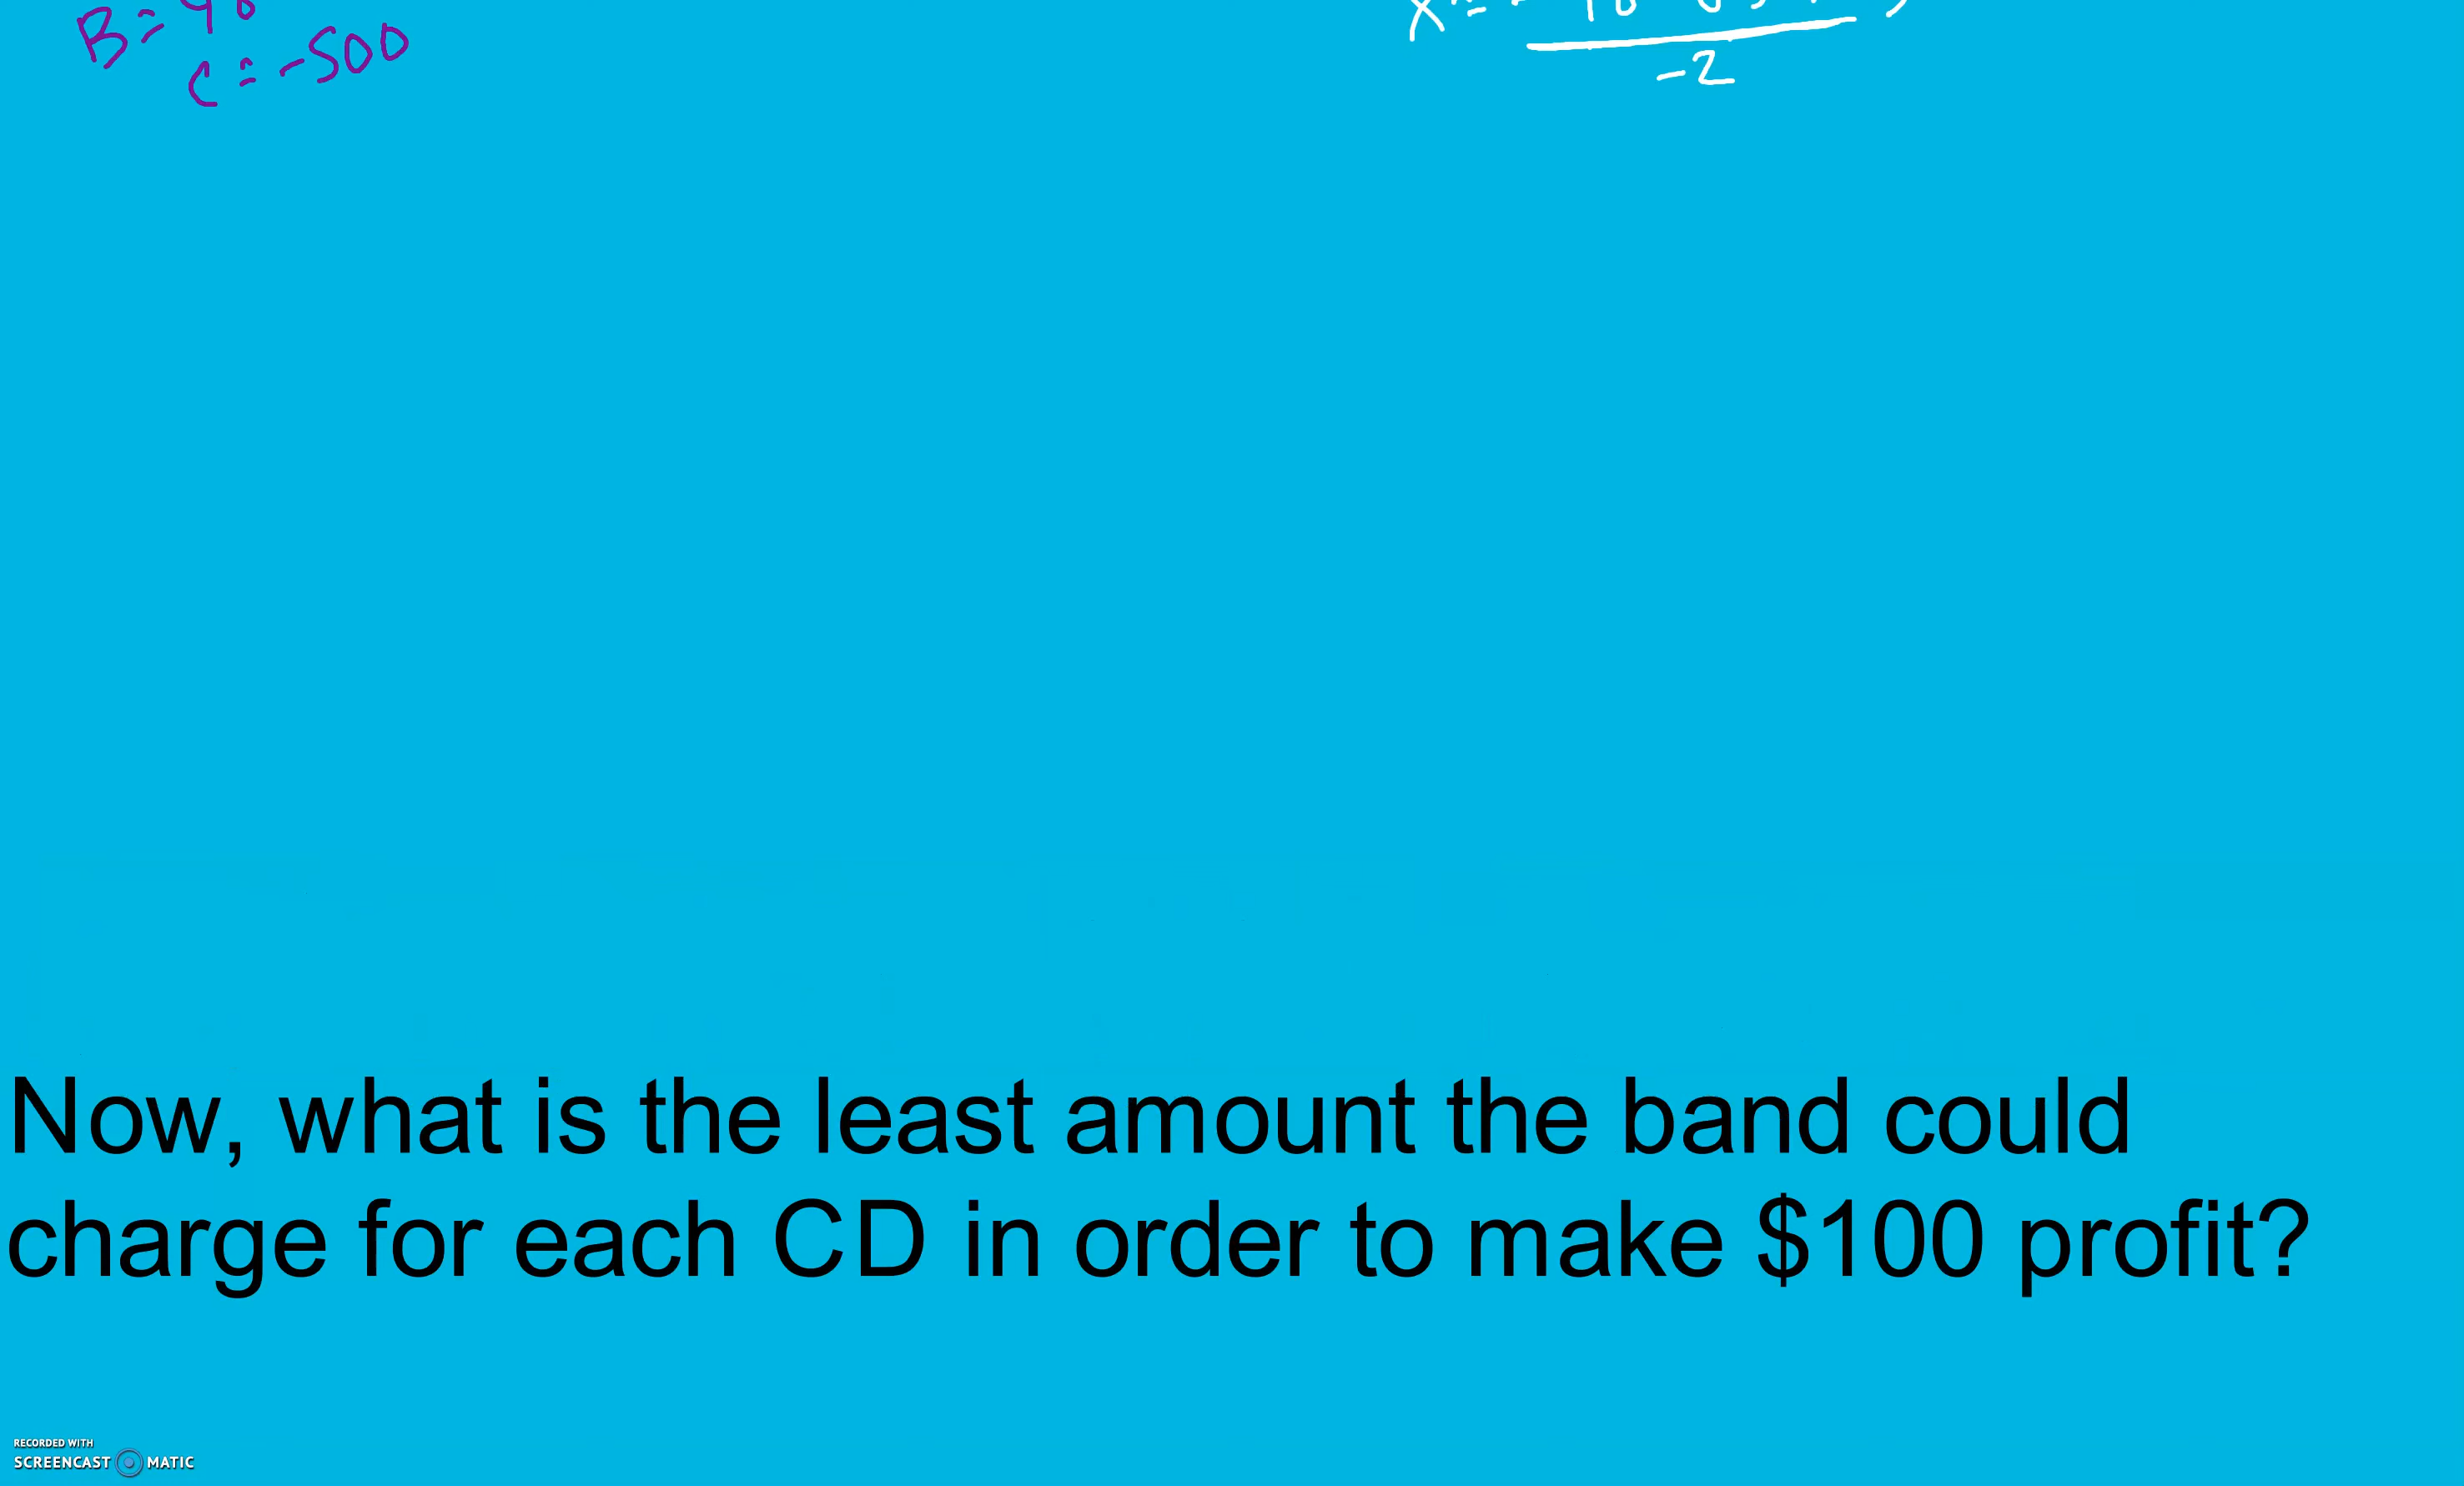 B=
c=-500
-2
Now, what is the least amount the band could
charge for each CD in order to make $100 profit?
RECORDED WITH
SCREENCAST MATIC